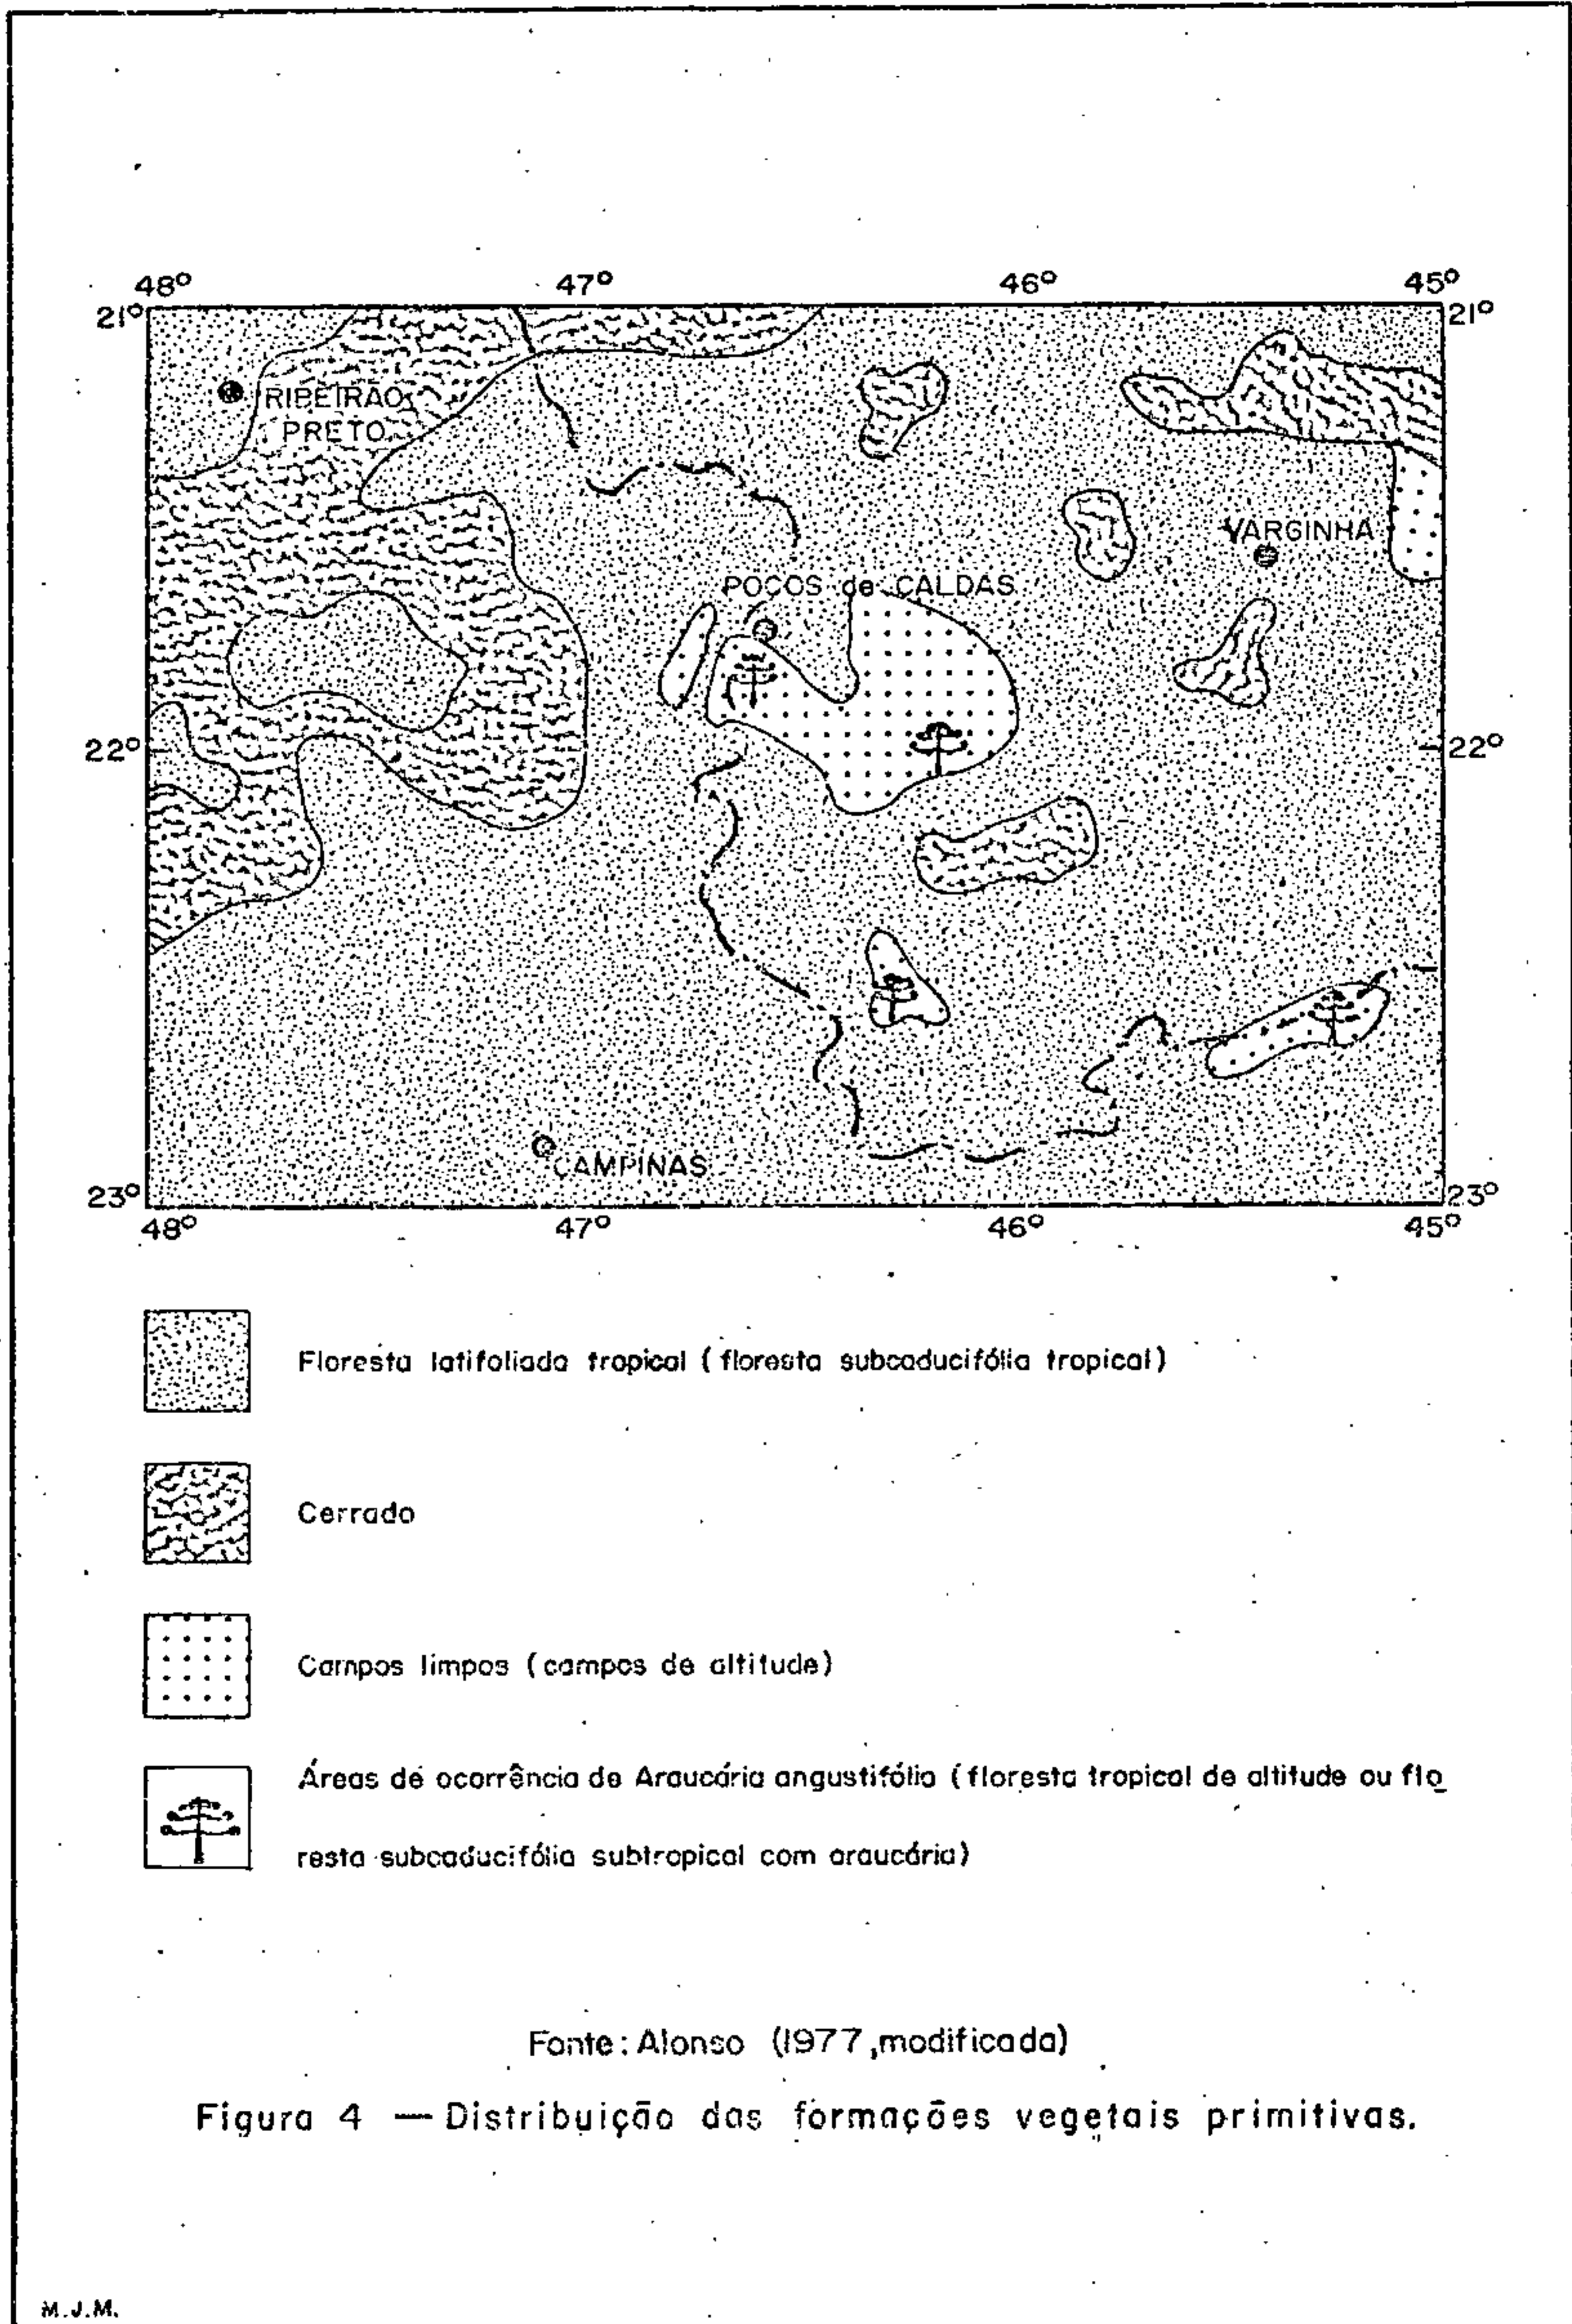 48° 47° 46° 45°
21° 21°
RIBEIRÃO
PRETO
VARGINHA
POÇOS de CALDAS
22° 22°
CAMPINAS
23° 23°
48° 47° 46° 45°
Floresta latifoliada tropical (floresta subcaducifólia tropical)
Cerrado
Campos limpos (campos de altitude)
Áreas de ocorrência de Araucária angustifólia (floresta tropical de altitude ou flo
resta subcaducifólia subtropical com araucária)
Fonte: Alonso (1977, modificada)
Figura 4 — Distribuição das formações vegetais primitivas.
M.J.M.